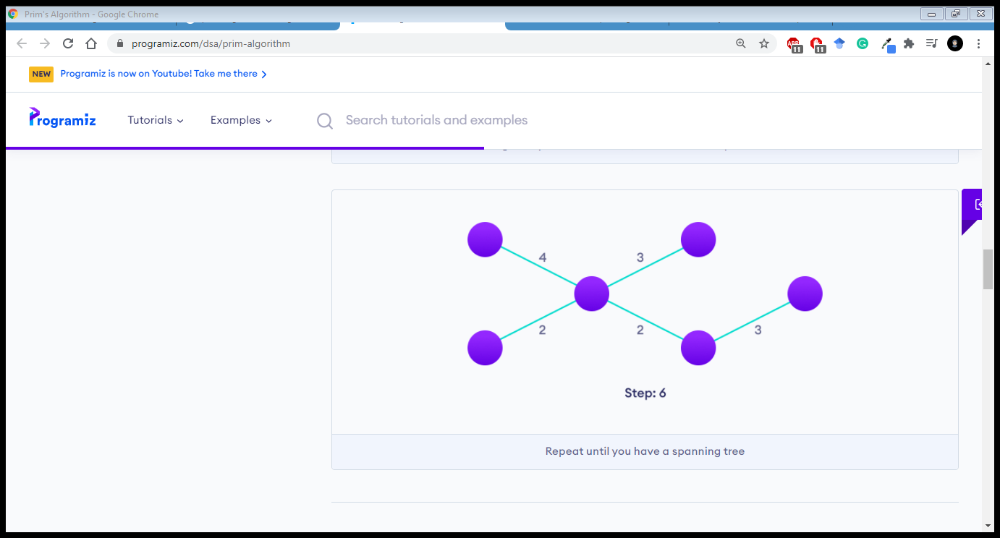 Prim's Algorithm - Google Chrome
programiz.com/dsa/prim-algorithm
11
11
NEW Programiz is now on Youtube! Take me there
Programiz Tutorials Examples Search tutorials and examples
4 3
2 2 3
Step: 6
Repeat until you have a spanning tree